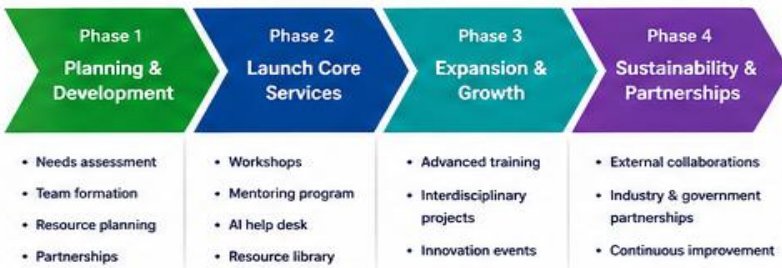 Phase 1
Planning &
Development
Phase 2
Launch Core
Services
Phase 3
Expansion &
Growth
Phase 4
Sustainability &
Partnerships
• Needs assessment
• Team formation
• Resource planning
• Partnerships
• Workshops
• Mentoring program
• AI help desk
• Resource library
• Advanced training
• Interdisciplinary
projects
• Innovation events
• External collaborations
• Industry & government
partnerships
• Continuous improvement